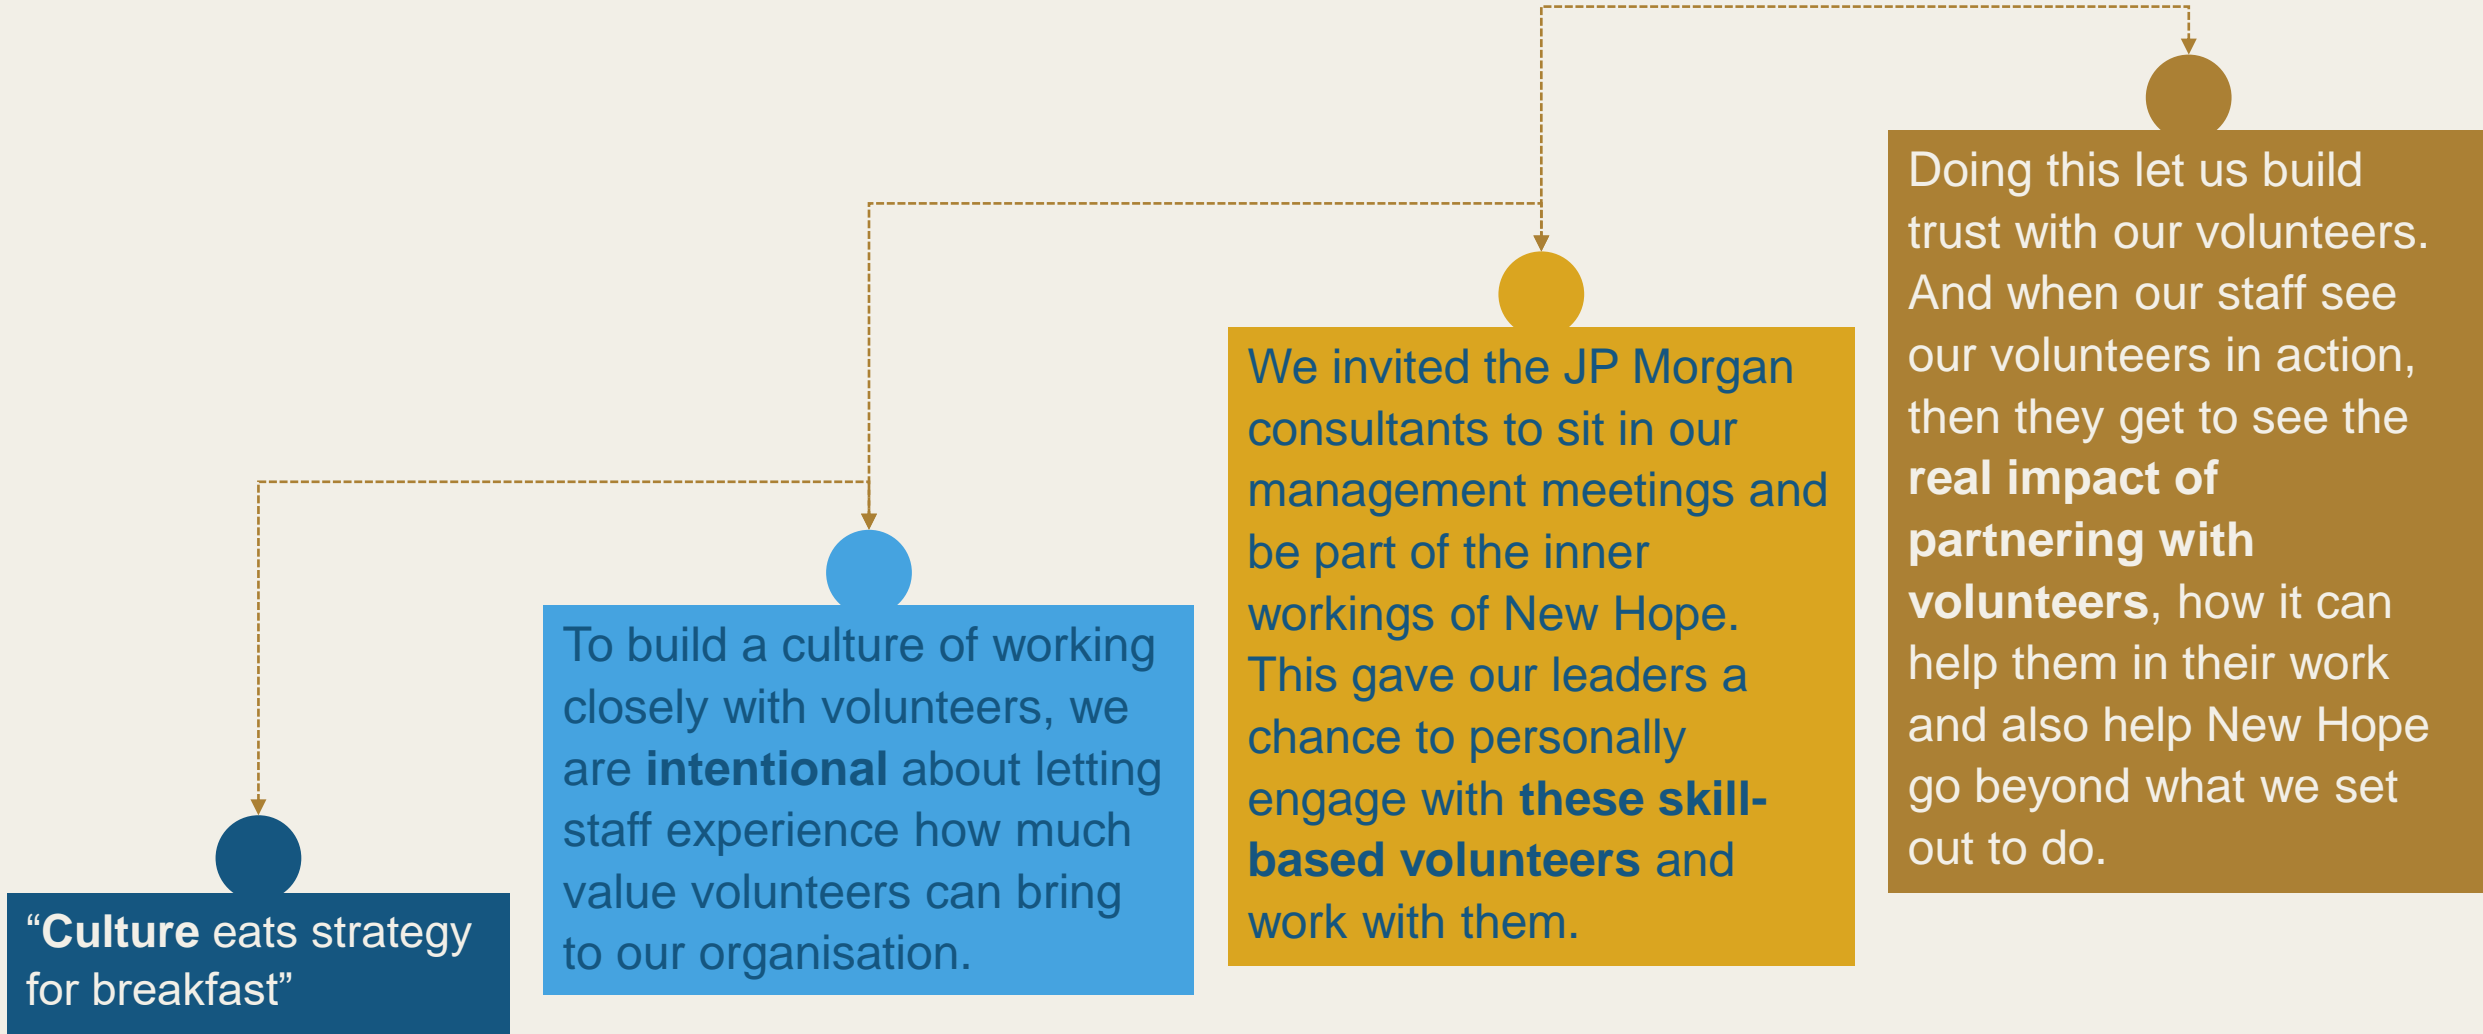 “Culture eats strategy
for breakfast”
To build a culture of working
closely with volunteers, we
are intentional about letting
staff experience how much
value volunteers can bring
to our organisation.
We invited the JP Morgan
consultants to sit in our
management meetings and
be part of the inner
workings of New Hope.
This gave our leaders a
chance to personally
engage with these skill-
based volunteers and
work with them.
Doing this let us build
trust with our volunteers.
And when our staff see
our volunteers in action,
then they get to see the
real impact of
partnering with
volunteers, how it can
help them in their work
and also help New Hope
go beyond what we set
out to do.